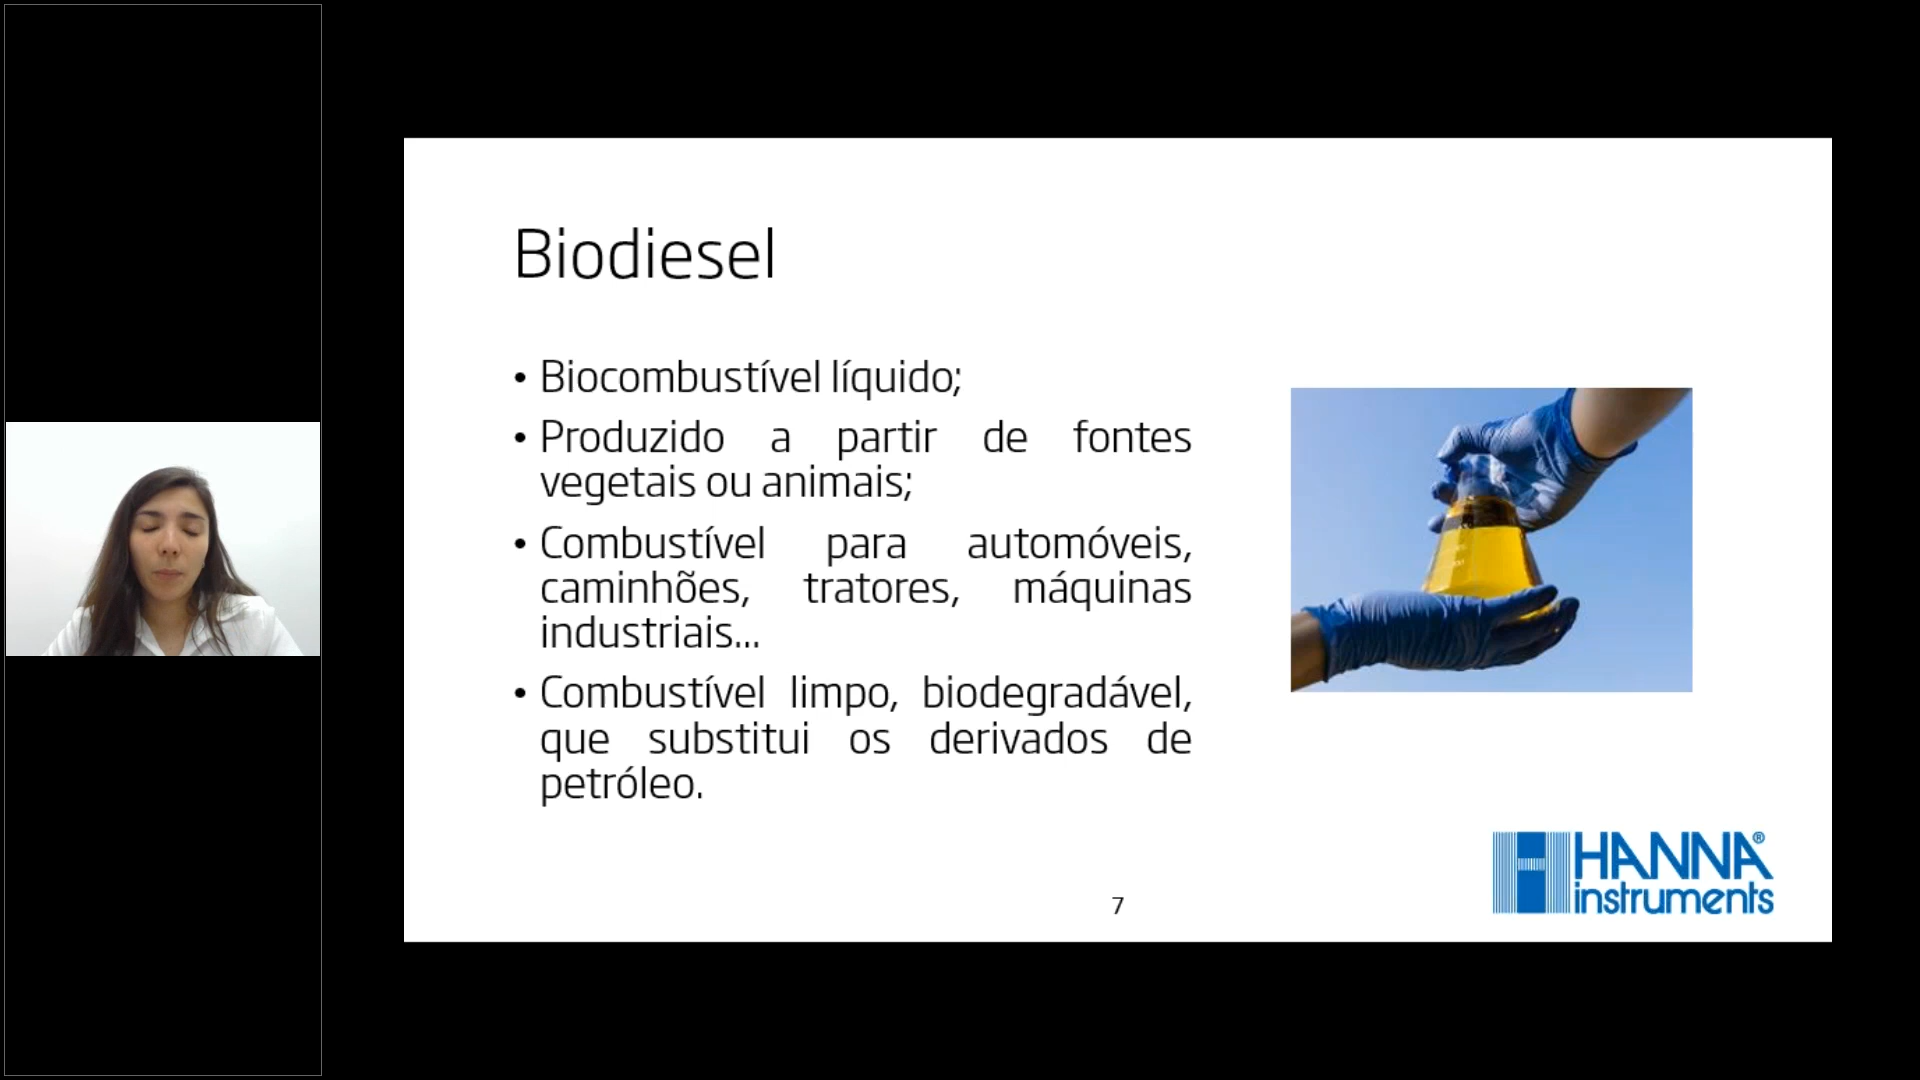 Biodiesel
• Biocombustível líquido;
• Produzido a partir de fontes
vegetais ou animais;
• Combustível para automóveis,
caminhões, tratores, máquinas
industriais...
• Combustível limpo, biodegradável,
que substitui os derivados de
petróleo.
HANNA®
instruments
7